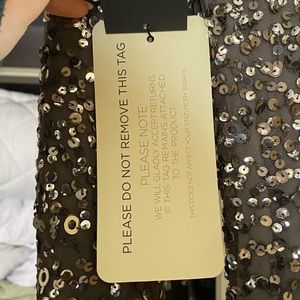 PLEASE DO NOT REMOVE THIS TAG
PLEASE NOTE:
WE WILL GLADLY ACCEPT RETURNS
IF THIS TAG REMAINS ATTACHED
TO THE PRODUCT
THIS DOES NOT AFFECT YOUR STATUTORY RIGHTS